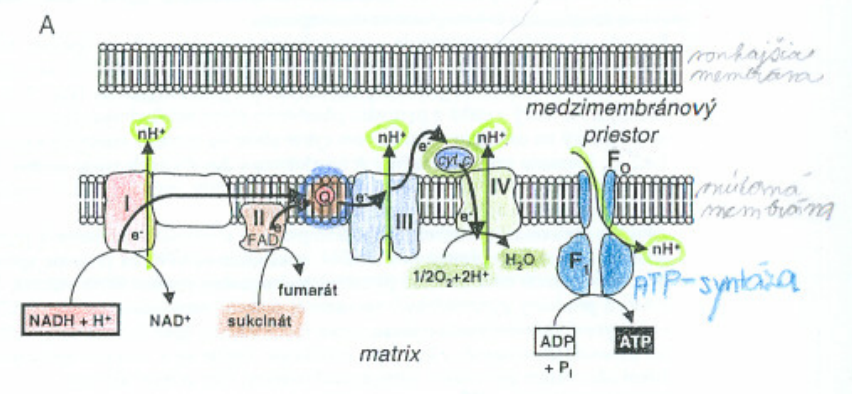 A
vonkajšia
membrána
medzimembránový
priestor
nH⁺
nH⁺
nH⁺
e⁻
cyt.c
F₀
I
II
FAD
e⁻
e⁻
Q
e⁻
III
IV
vnútorná
membrána
nH⁺
F₁
H₂O
1/2O₂+2H⁺
ATP-syntáza
fumarát
NADH + H⁺
NAD⁺
sukcinát
ADP
+ Pᵢ
ATP
matrix